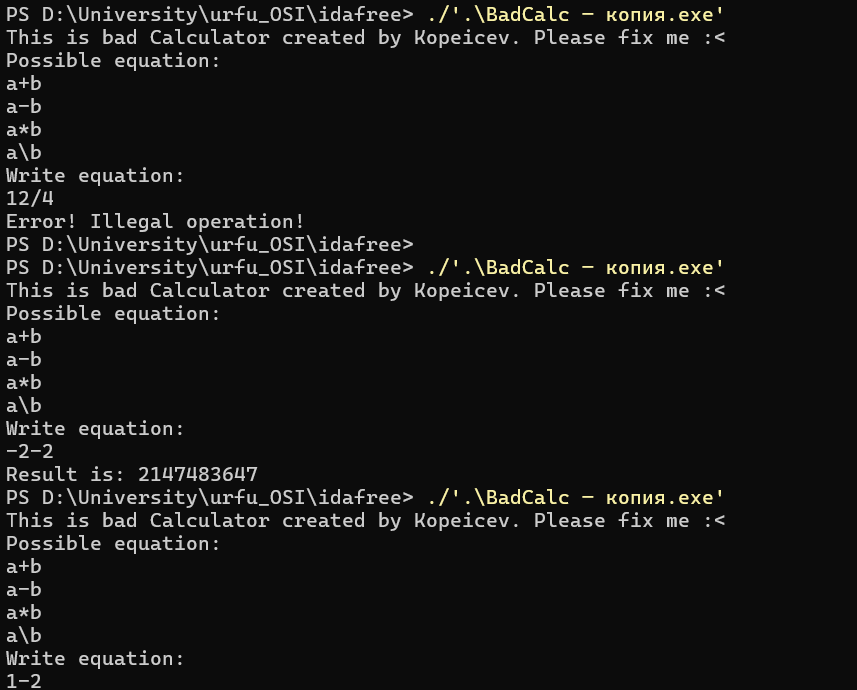 PS D:\University\urfu_OSI\idafree> ./'.\BadCalc — копия.exe'
This is bad Calculator created by Kopeicev. Please fix me :<
Possible equation:
a+b
a-b
a*b
a\b
Write equation:
12/4
Error! Illegal operation!
PS D:\University\urfu_OSI\idafree>
PS D:\University\urfu_OSI\idafree> ./'.\BadCalc — копия.exe'
This is bad Calculator created by Kopeicev. Please fix me :<
Possible equation:
a+b
a-b
a*b
a\b
Write equation:
-2-2
Result is: 2147483647
PS D:\University\urfu_OSI\idafree> ./'.\BadCalc — копия.exe'
This is bad Calculator created by Kopeicev. Please fix me :<
Possible equation:
a+b
a-b
a*b
a\b
Write equation:
1-2